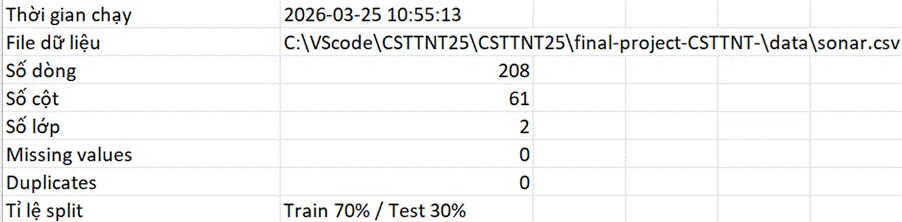 Thời gian chạy 2026-03-25 10:55:13
File dữ liệu C:\VScode\CSTTNT25\CSTTNT25\final-project-CSTTNT-\data\sonar.csv
Số dòng 208
Số cột 61
Số lớp 2
Missing values 0
Duplicates 0
Tỉ lệ split Train 70% / Test 30%